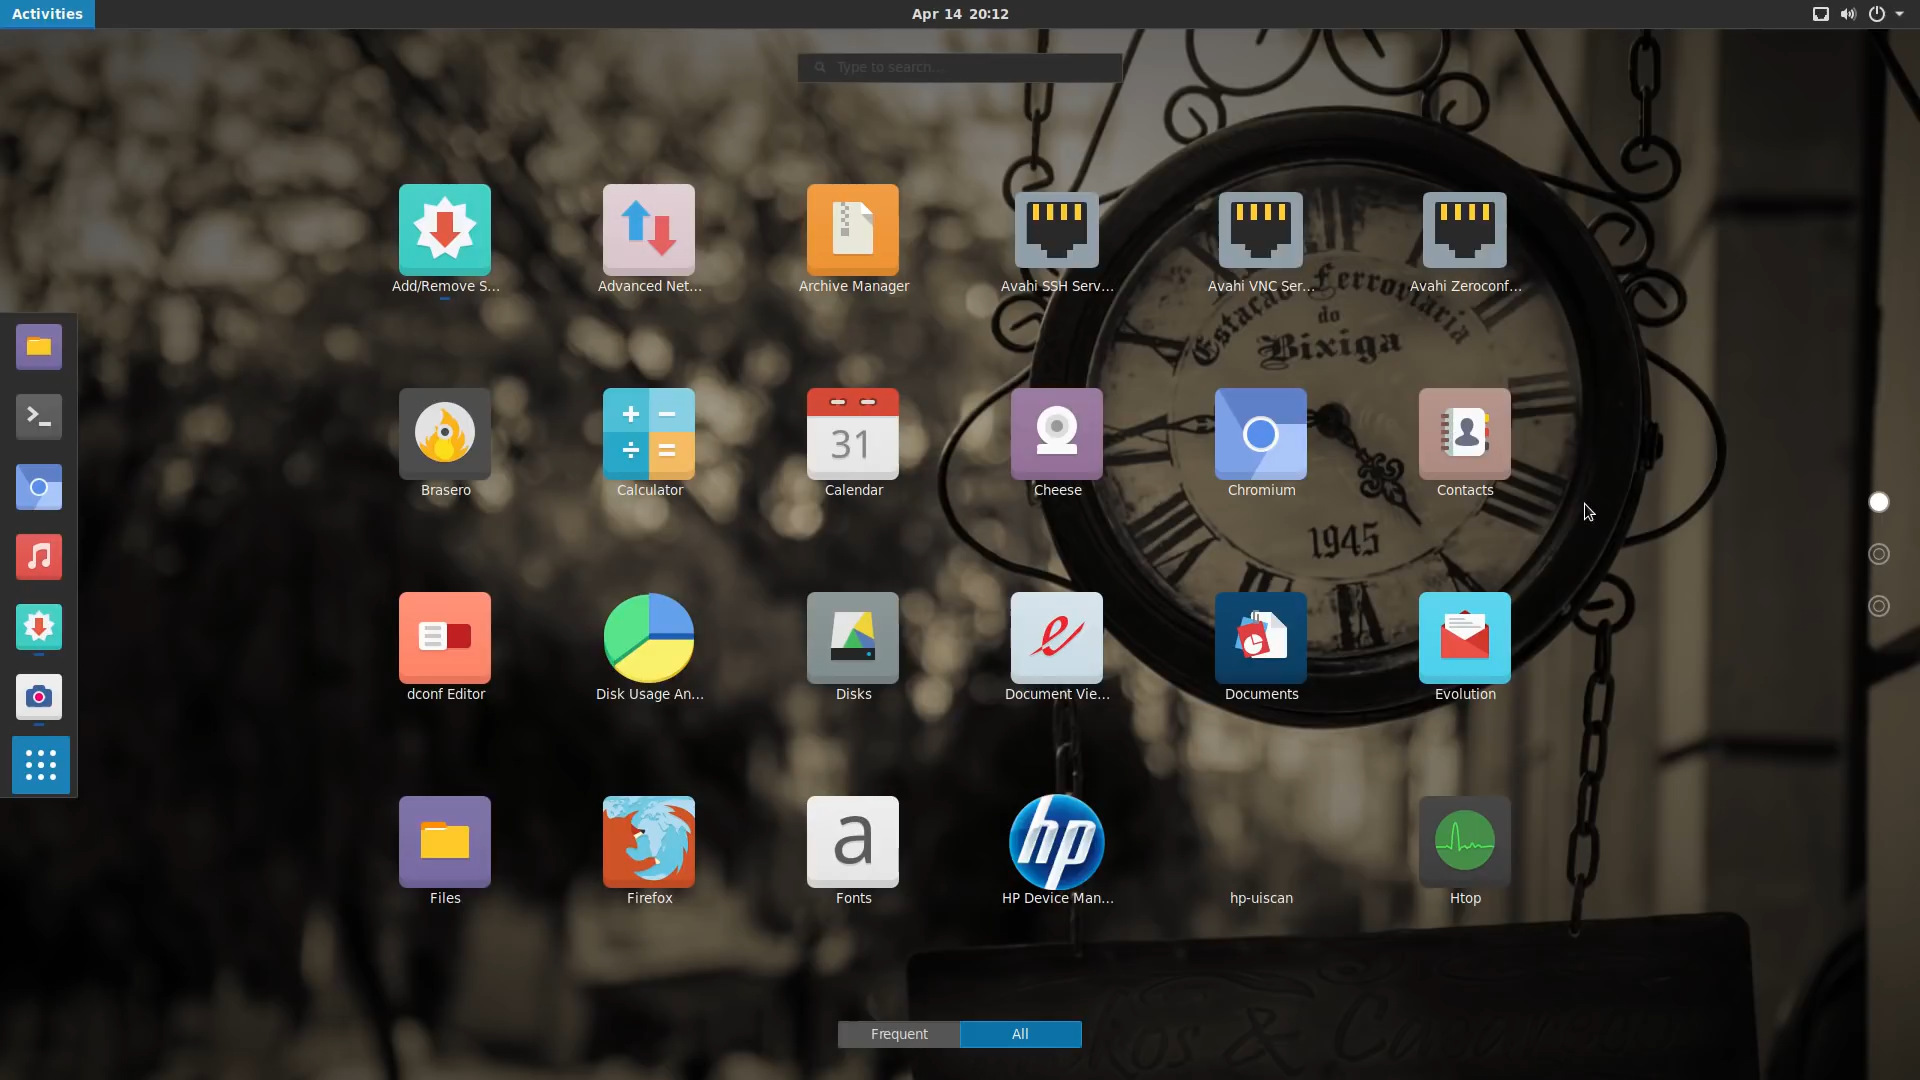 Activities
Apr 14 20:12
Type to search...
Add/Remove S...
Advanced Net...
Archive Manager
Avahi SSH Serv...
Avahi VNC Ser...
Avahi Zeroconf...
Estação Ferroviária
do
Bixiga
Brasero
31
Calculator
Calendar
Cheese
Chromium
Contacts
1945
dconf Editor
Disk Usage An...
Disks
Document Vie...
Documents
Evolution
a
hp
Files
Firefox
Fonts
HP Device Man...
hp-uiscan
Htop
Frequent
All